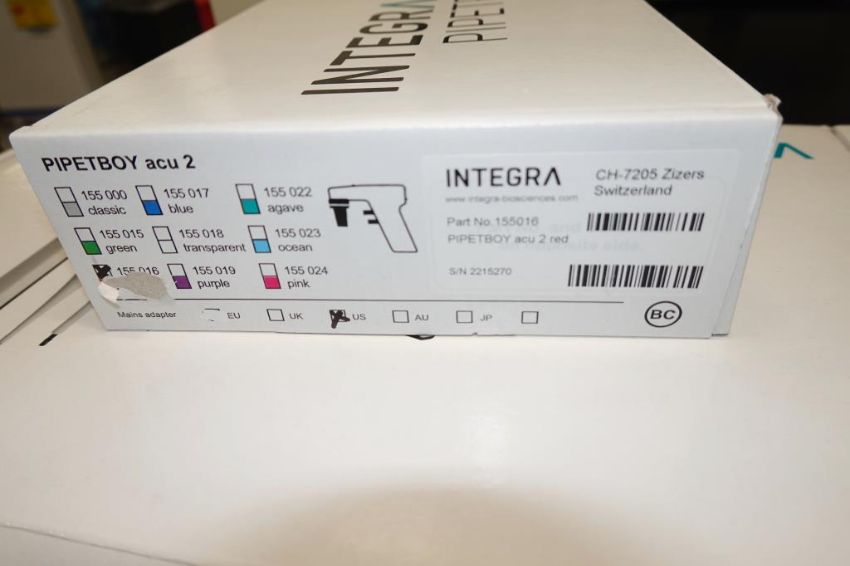 INTEGRA
PIPET
PIPETBOY acu 2
155 000 classic
155 017 blue
155 022 agave
155 015 green
155 018 transparent
155 023 ocean
155 016
155 019 purple
155 024 pink
INTEGRA
www.integra-biosciences.com
CH-7205 Zizers
Switzerland
Part No.155016
PIPETBOY acu 2 red
S/N 2215270
Mains adapter EU UK US AU JP
BC